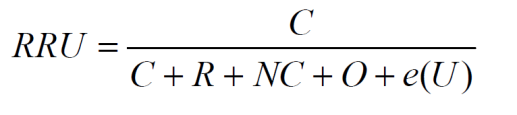 RRU = C / (C + R + NC + O + e(U))